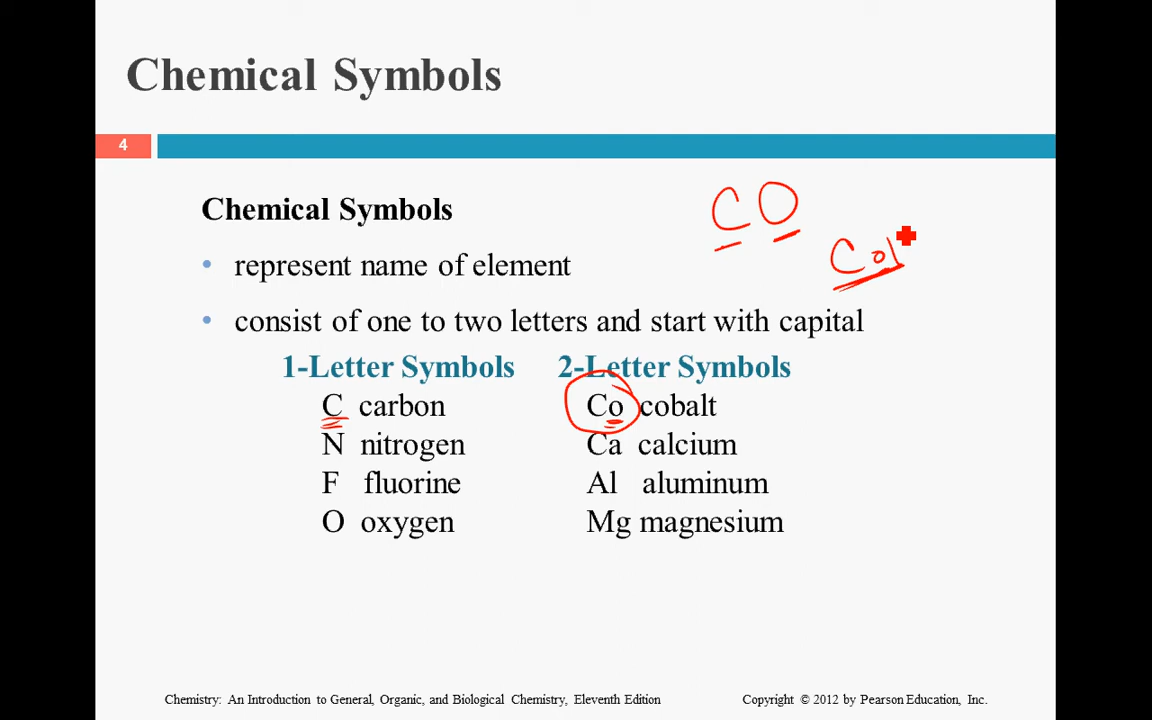 Chemical Symbols
4
Chemical Symbols
CO
Col
• represent name of element
• consist of one to two letters and start with capital
1-Letter Symbols 2-Letter Symbols
C carbon Co cobalt
N nitrogen Ca calcium
F fluorine Al aluminum
O oxygen Mg magnesium
Chemistry: An Introduction to General, Organic, and Biological Chemistry, Eleventh Edition Copyright © 2012 by Pearson Education, Inc.